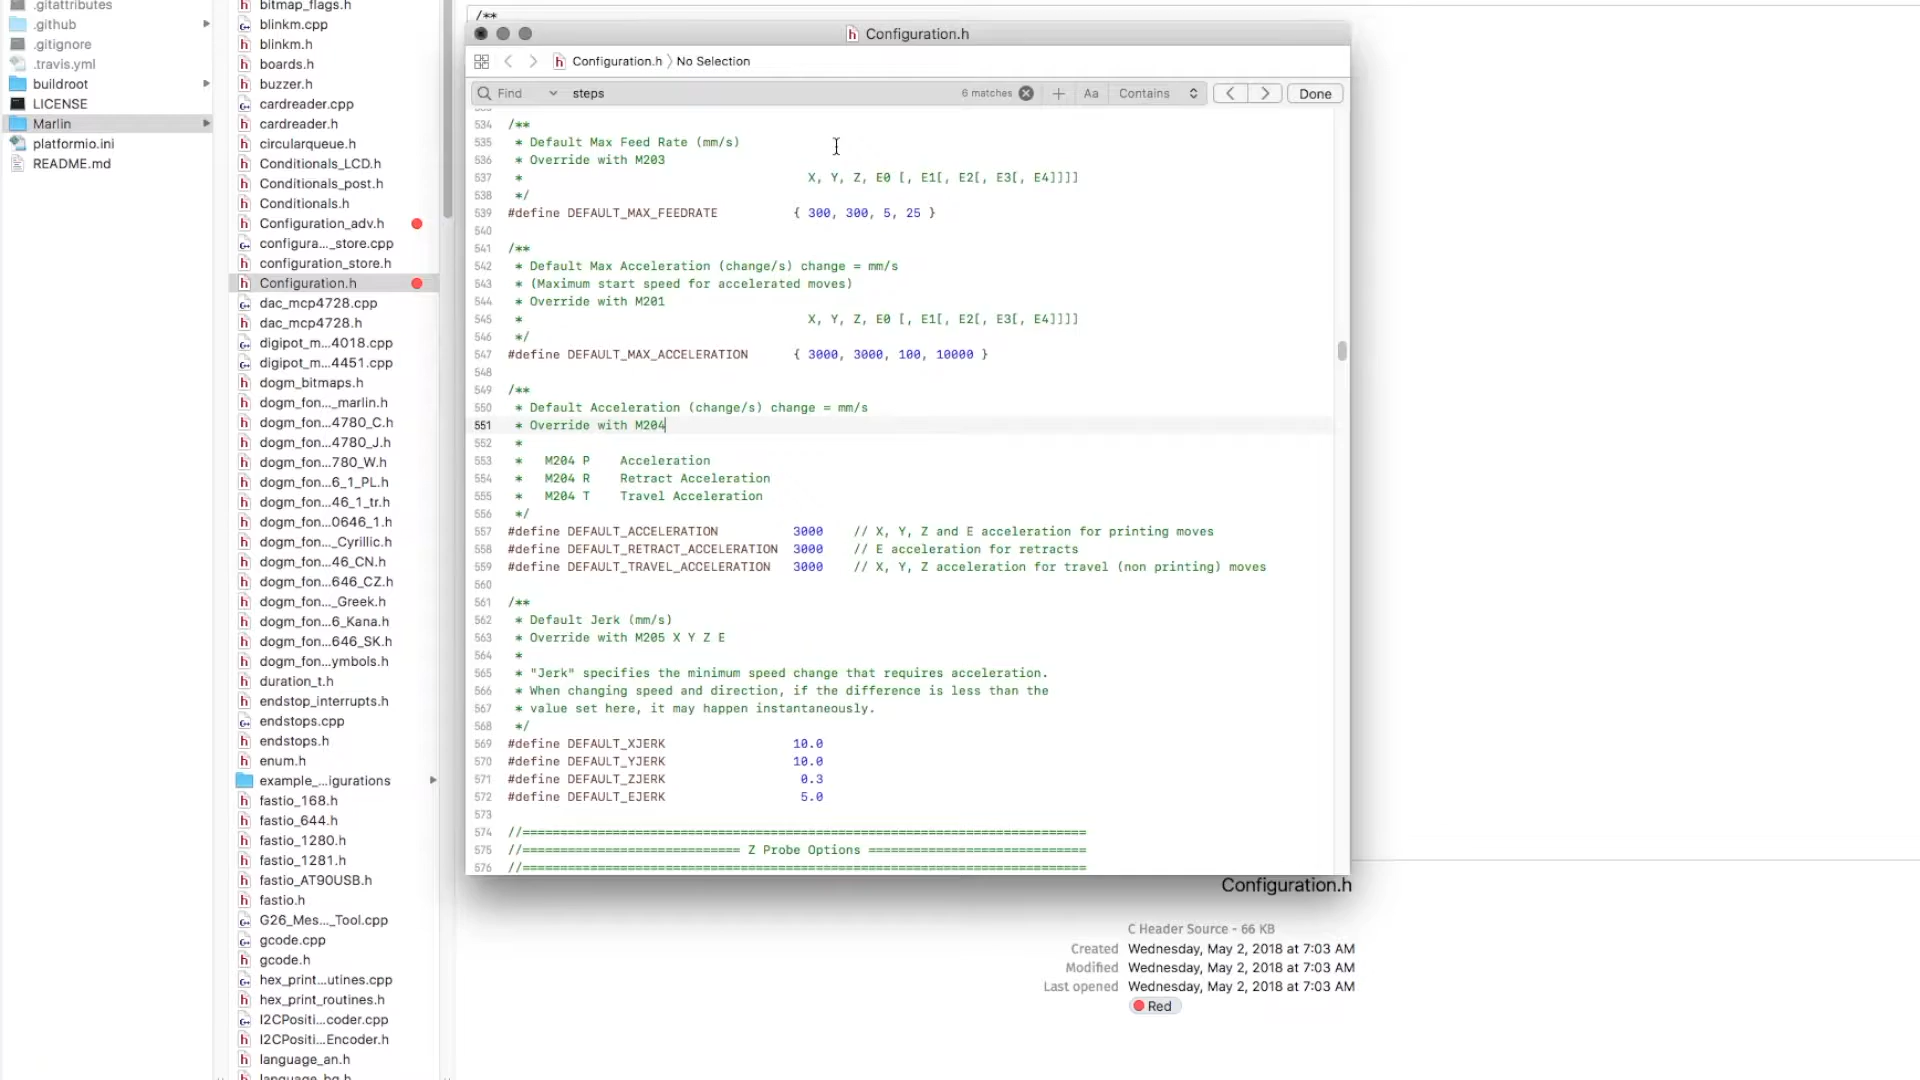 .gitattributes
.github
.gitignore
.travis.yml
buildroot
LICENSE
Marlin
platformio.ini
README.md
bitmap_flags.h
blinkm.cpp
blinkm.h
boards.h
buzzer.h
cardreader.cpp
cardreader.h
circularqueue.h
Conditionals_LCD.h
Conditionals_post.h
Conditionals.h
Configuration_adv.h
configura..._store.cpp
configuration_store.h
Configuration.h
dac_mcp4728.cpp
dac_mcp4728.h
digipot_m...4018.cpp
digipot_m...4451.cpp
dogm_bitmaps.h
dogm_fon..._marlin.h
dogm_fon...4780_C.h
dogm_fon...4780_J.h
dogm_fon...780_W.h
dogm_fon...6_1_PL.h
dogm_fon...46_1_tr.h
dogm_fon...0646_1.h
dogm_fon..._Cyrillic.h
dogm_fon...46_CN.h
dogm_fon...646_CZ.h
dogm_fon..._Greek.h
dogm_fon...6_Kana.h
dogm_fon...646_SK.h
dogm_fon...ymbols.h
duration_t.h
endstop_interrupts.h
endstops.cpp
endstops.h
enum.h
example_...igurations
fastio_168.h
fastio_644.h
fastio_1280.h
fastio_1281.h
fastio_AT90USB.h
fastio.h
G26_Mes..._Tool.cpp
gcode.cpp
gcode.h
hex_print...utines.cpp
hex_print_routines.h
I2CPositi...coder.cpp
I2CPositi...Encoder.h
language_an.h
language_bg.h
/**
Configuration.h
Configuration.h 〉 No Selection
Find steps 6 matches + Aa Contains Done
534 /**
535 * Default Max Feed Rate (mm/s)
536 * Override with M203
537 * X, Y, Z, E0 [, E1[, E2[, E3[, E4]]]]
538 */
539 #define DEFAULT_MAX_FEEDRATE { 300, 300, 5, 25 }
540
541 /**
542 * Default Max Acceleration (change/s) change = mm/s
543 * (Maximum start speed for accelerated moves)
544 * Override with M201
545 * X, Y, Z, E0 [, E1[, E2[, E3[, E4]]]]
546 */
547 #define DEFAULT_MAX_ACCELERATION { 3000, 3000, 100, 10000 }
548
549 /**
550 * Default Acceleration (change/s) change = mm/s
551 * Override with M204
552 *
553 * M204 P Acceleration
554 * M204 R Retract Acceleration
555 * M204 T Travel Acceleration
556 */
557 #define DEFAULT_ACCELERATION 3000 // X, Y, Z and E acceleration for printing moves
558 #define DEFAULT_RETRACT_ACCELERATION 3000 // E acceleration for retracts
559 #define DEFAULT_TRAVEL_ACCELERATION 3000 // X, Y, Z acceleration for travel (non printing) moves
560
561 /**
562 * Default Jerk (mm/s)
563 * Override with M205 X Y Z E
564 *
565 * "Jerk" specifies the minimum speed change that requires acceleration.
566 * When changing speed and direction, if the difference is less than the
567 * value set here, it may happen instantaneously.
568 */
569 #define DEFAULT_XJERK 10.0
570 #define DEFAULT_YJERK 10.0
571 #define DEFAULT_ZJERK 0.3
572 #define DEFAULT_EJERK 5.0
573
574 //===========================================================================
575 //============================= Z Probe Options =============================
576 //===========================================================================
Configuration.h
C Header Source - 66 KB
Created Wednesday, May 2, 2018 at 7:03 AM
Modified Wednesday, May 2, 2018 at 7:03 AM
Last opened Wednesday, May 2, 2018 at 7:03 AM
Red